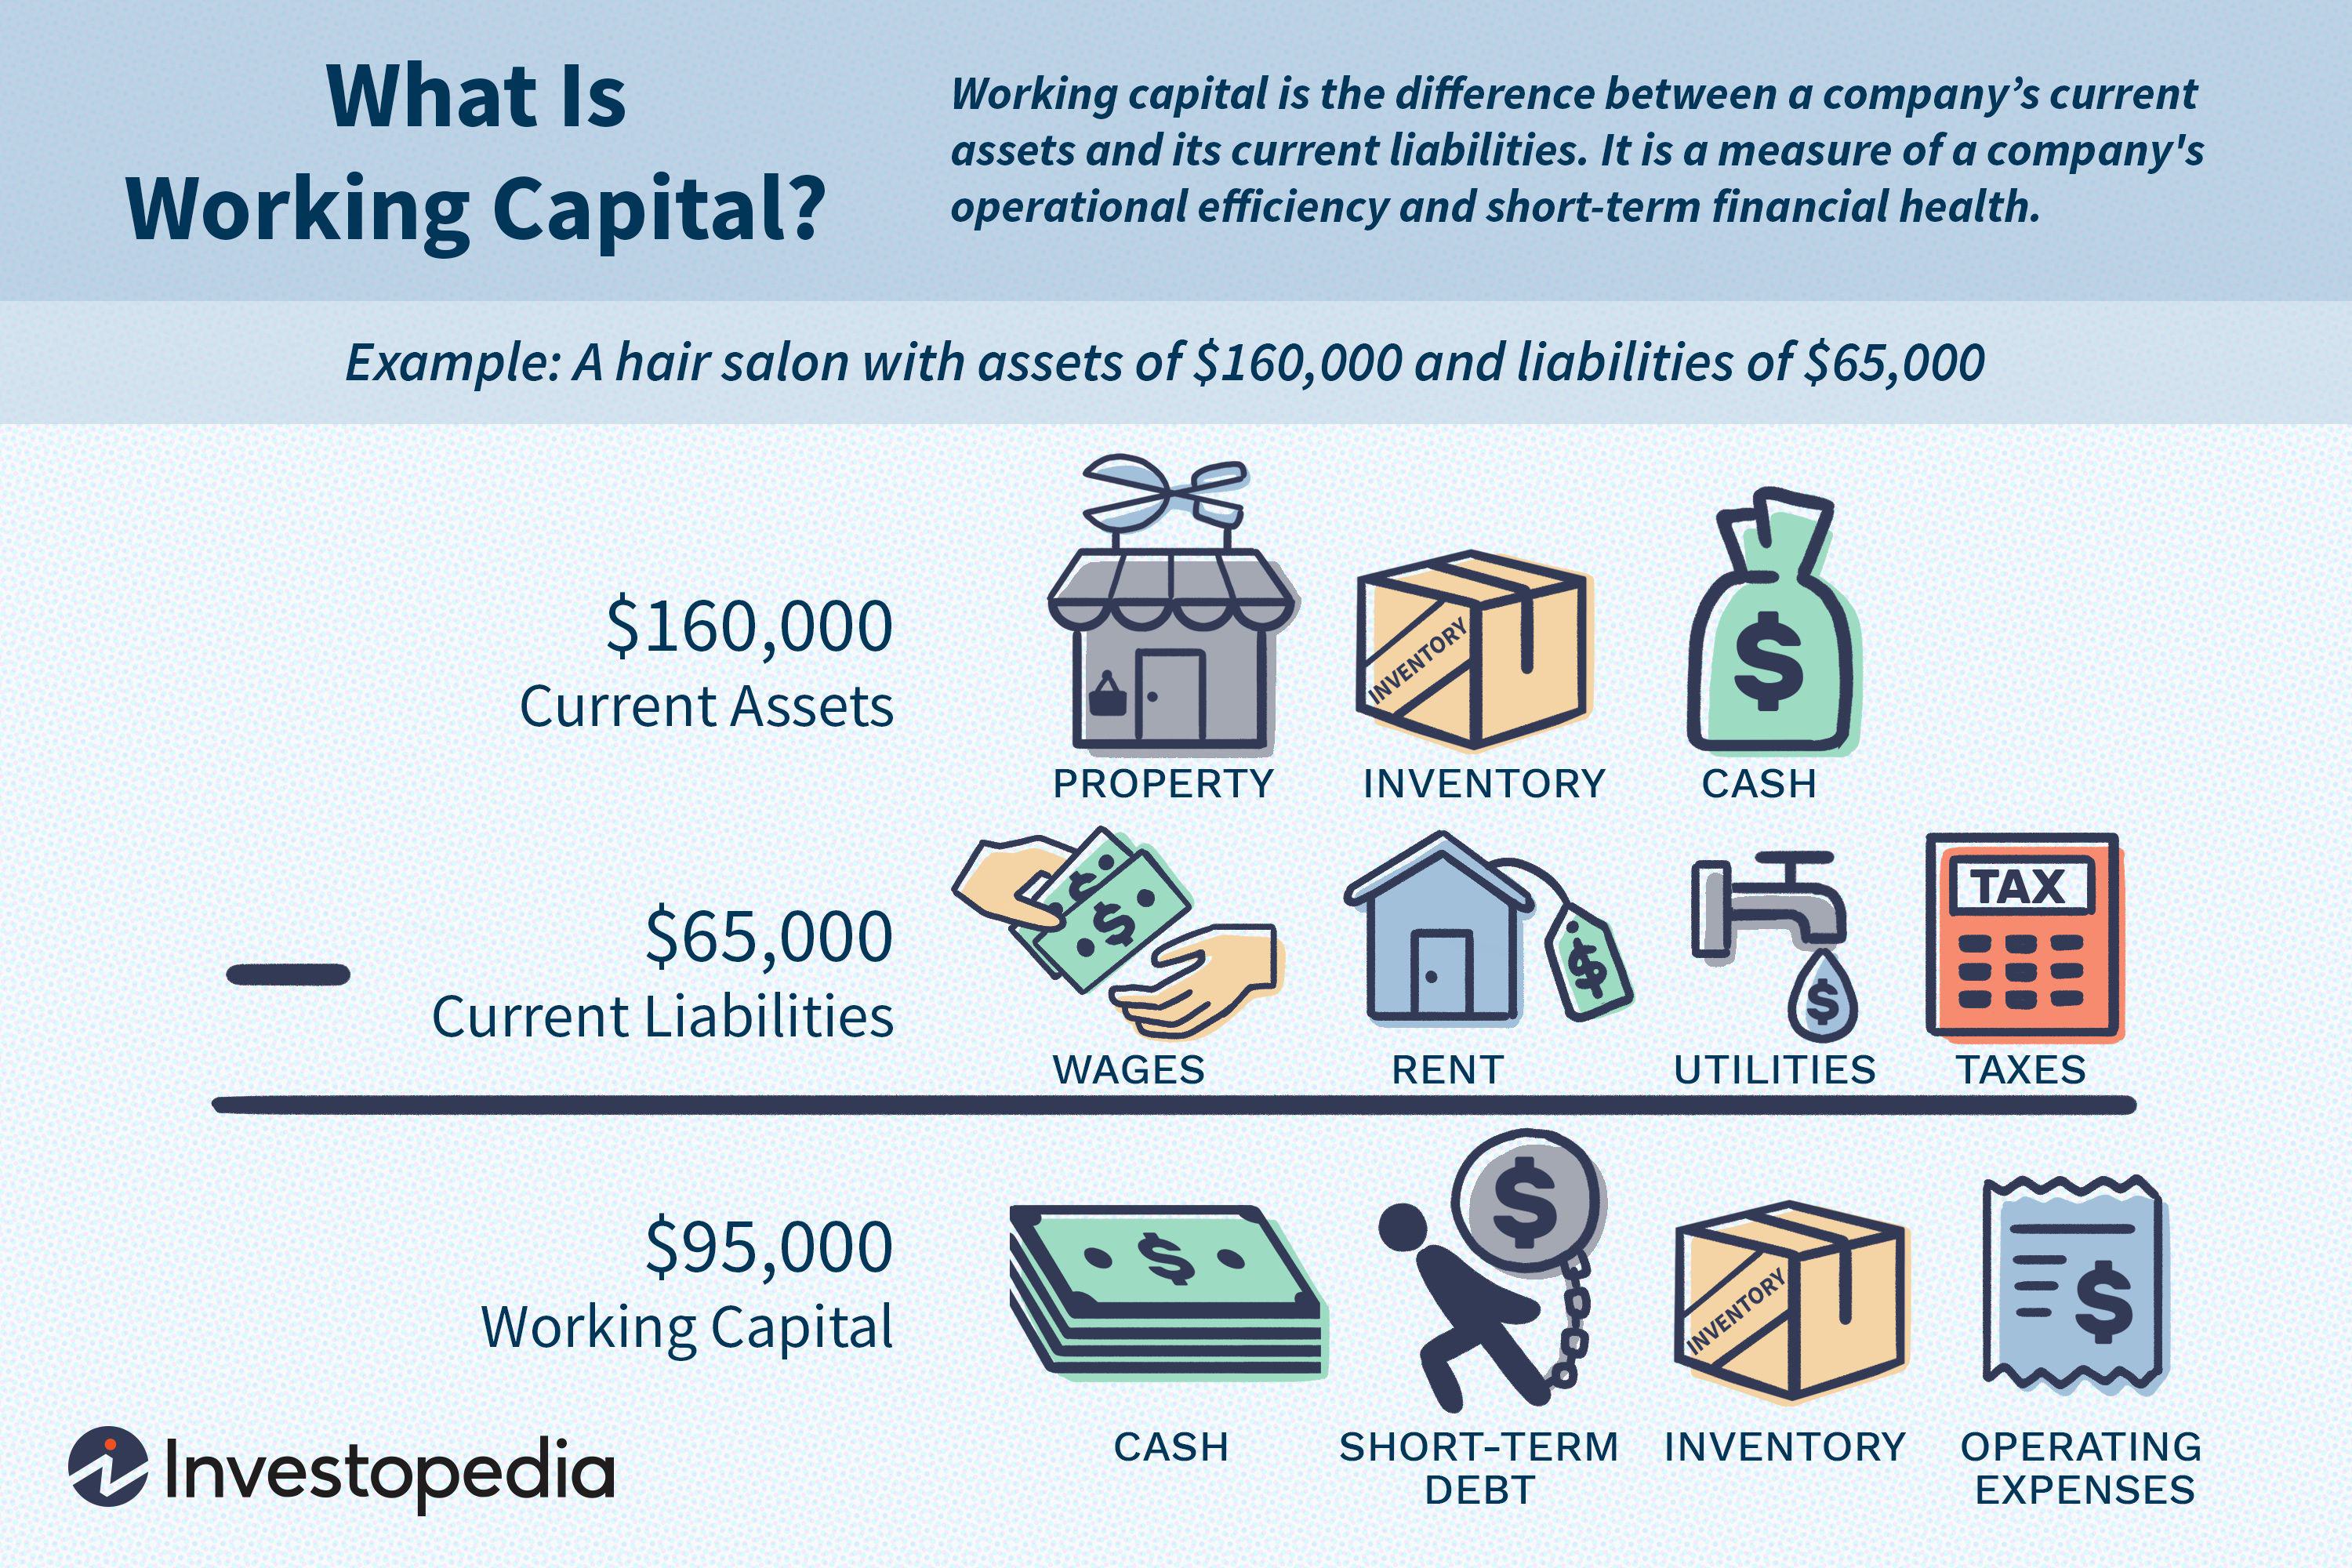 What Is
Working Capital?
Working capital is the difference between a company’s current
assets and its current liabilities. It is a measure of a company's
operational efficiency and short-term financial health.
Example: A hair salon with assets of $160,000 and liabilities of $65,000
$160,000
Current Assets
INVENTORY
$
PROPERTY
INVENTORY
CASH
$65,000
Current Liabilities
$
$
$
$
TAX
WAGES
RENT
UTILITIES
TAXES
$95,000
Working Capital
$
$
INVENTORY
$
CASH
SHORT-TERM
DEBT
INVENTORY
OPERATING
EXPENSES
Investopedia